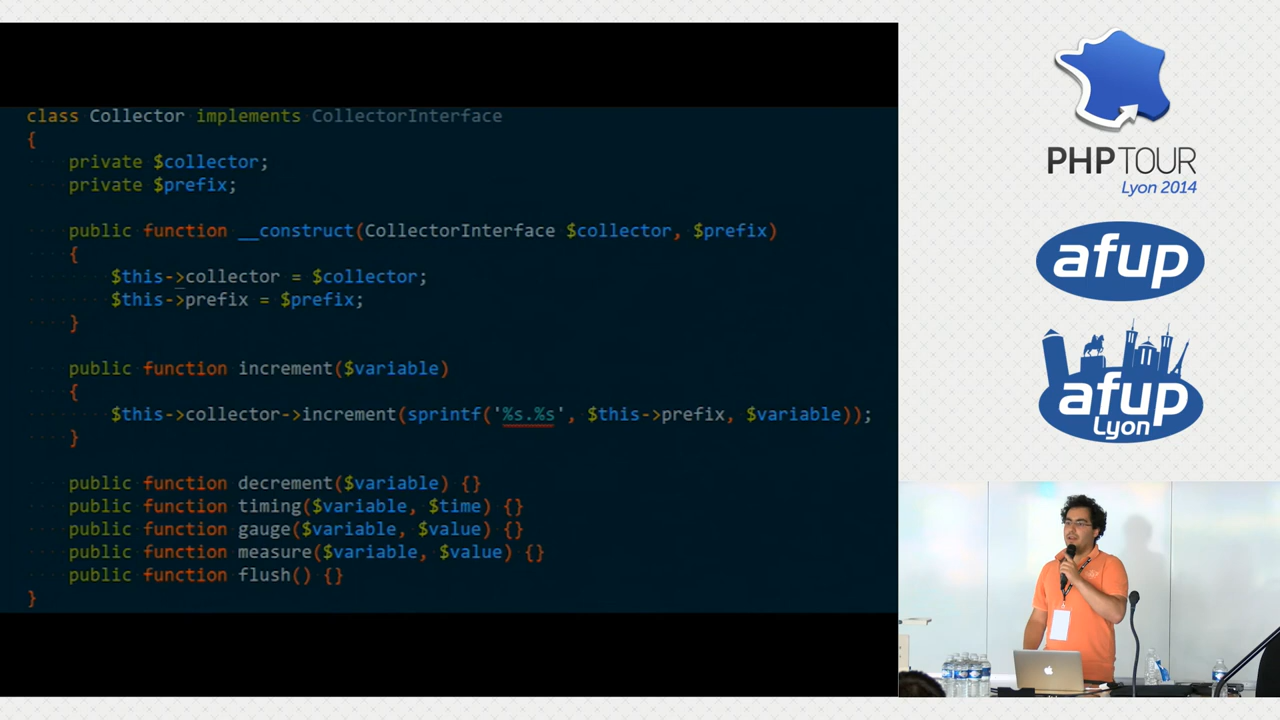 class Collector implements CollectorInterface
{
private $collector;
private $prefix;
public function __construct(CollectorInterface $collector, $prefix)
{
$this->collector = $collector;
$this->prefix = $prefix;
}
public function increment($variable)
{
$this->collector->increment(sprintf('%s.%s', $this->prefix, $variable));
}
public function decrement($variable) {}
public function timing($variable, $time) {}
public function gauge($variable, $value) {}
public function measure($variable, $value) {}
public function flush() {}
}
PHP TOUR
Lyon 2014
afup
afup
Lyon